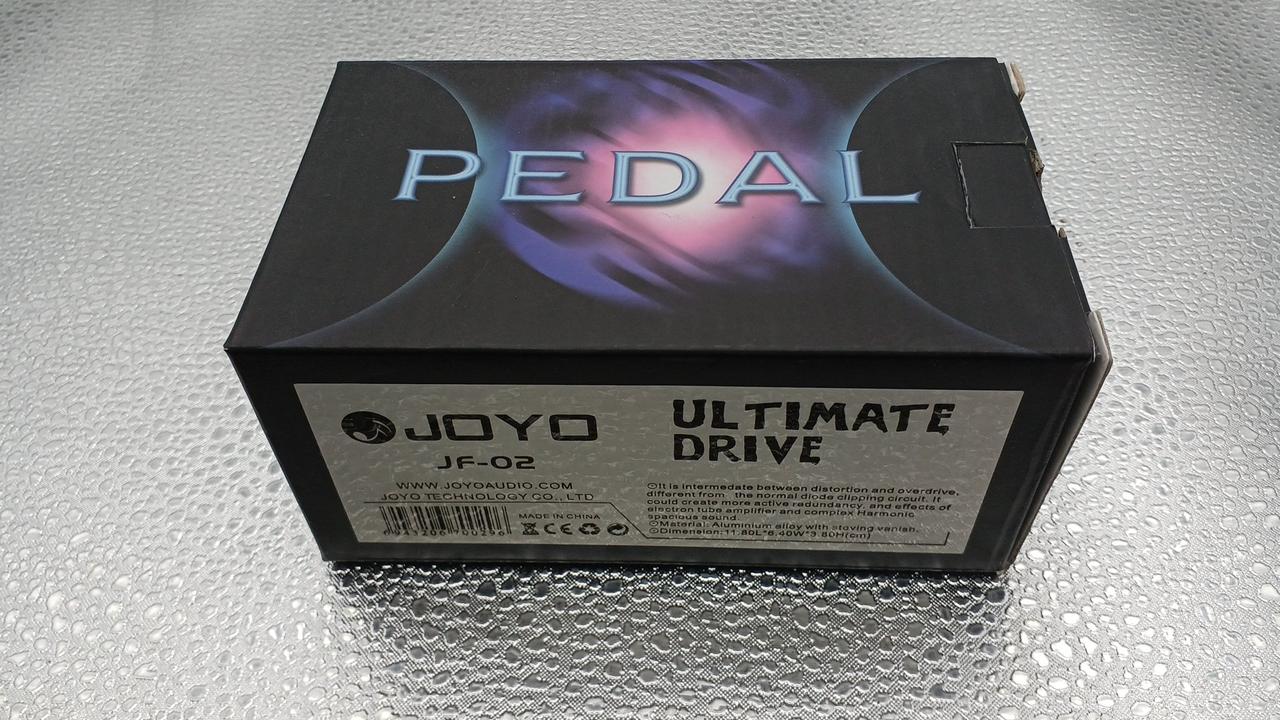 PEDAL
JOYO
JF-02
WWW.JOYOAUDIO.COM
JOYO TECHNOLOGY CO., LTD
MADE IN CHINA
CE
ULTIMATE
DRIVE
It is intermedate between distortion and overdrive,
different from the normal diode clipping circuit. It
could create more active redundancy, and effects of
electron tube amplifier and complex Harmonic
spacious sound.
Material: Aluminium alloy with stoving vanish.
Dimension:11.80L*6.40W*3.80H(cm)